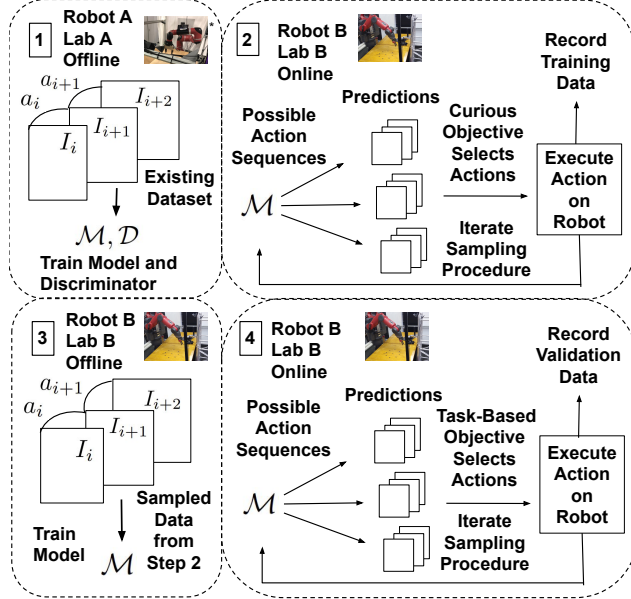 1
Robot A
Lab A
Offline
*
a_{i+1}
a_i
I_{i+2}
I_{i+1}
I_i
Existing
Dataset
ℳ, 𝒟
Train Model and
Discriminator
2
Robot B
Lab B
Online
Record
Training
Data
Possible
Action
Sequences
Predictions
Curious
Objective
Selects
Actions
ℳ
Iterate
Sampling
Procedure
Execute
Action
on
Robot
3
Robot B
Lab B
Offline
a_{i+1}
a_i
I_{i+2}
I_{i+1}
I_i
Train
Model
ℳ
Sampled
Data
from
Step 2
4
Robot B
Lab B
Online
Record
Validation
Data
Possible
Action
Sequences
Predictions
Task-Based
Objective
Selects
Actions
ℳ
Iterate
Sampling
Procedure
Execute
Action
on
Robot